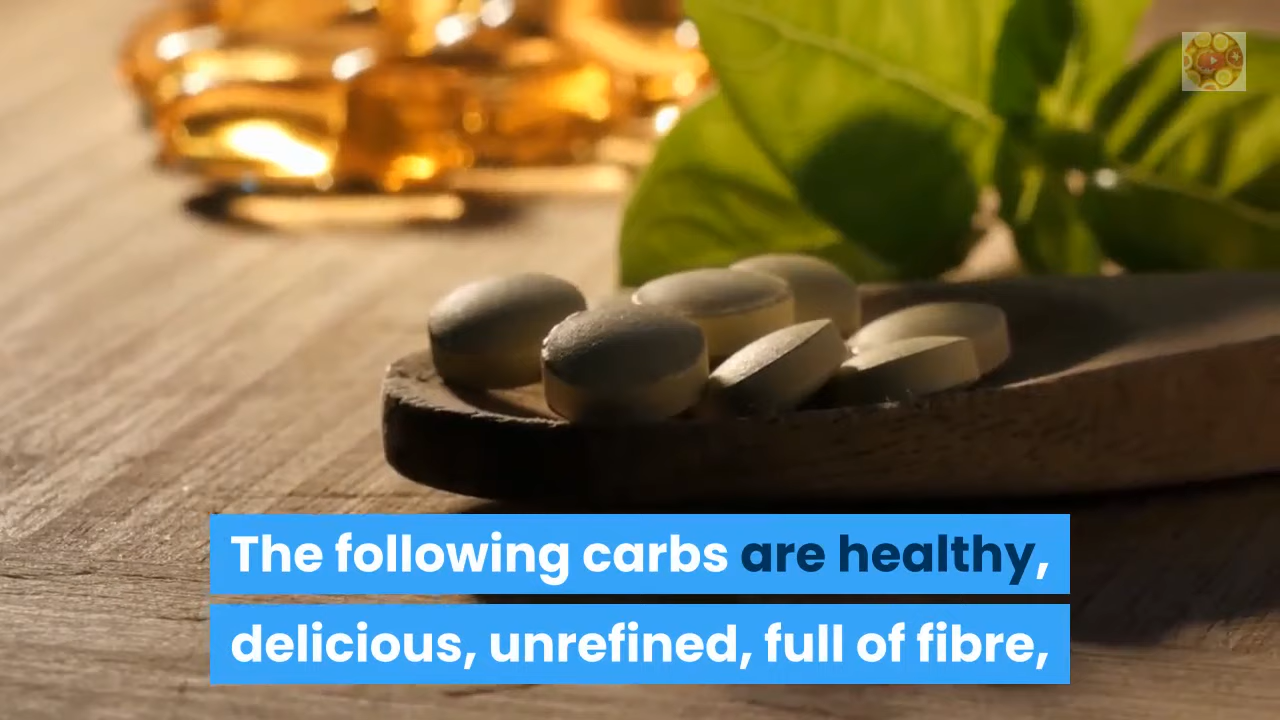 The following carbs are healthy,
delicious, unrefined, full of fibre,